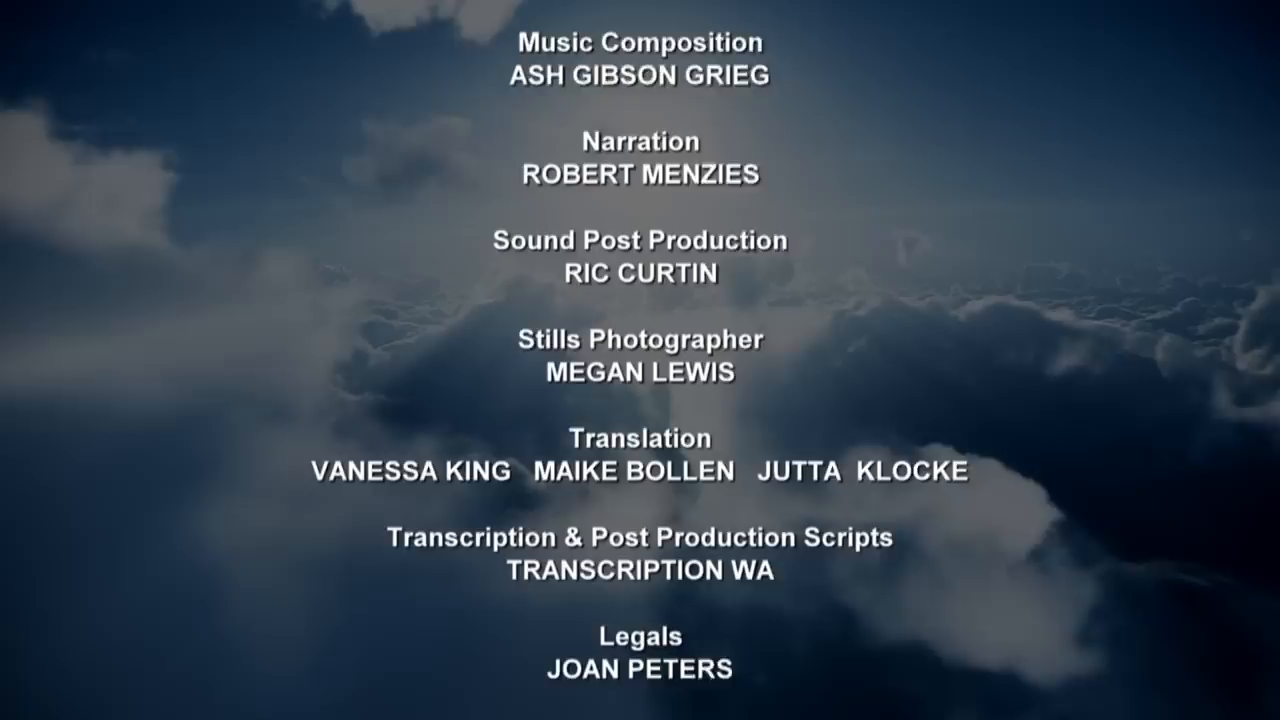 Music Composition
ASH GIBSON GRIEG
Narration
ROBERT MENZIES
Sound Post Production
RIC CURTIN
Stills Photographer
MEGAN LEWIS
Translation
VANESSA KING MAIKE BOLLEN JUTTA KLOCKE
Transcription & Post Production Scripts
TRANSCRIPTION WA
Legals
JOAN PETERS